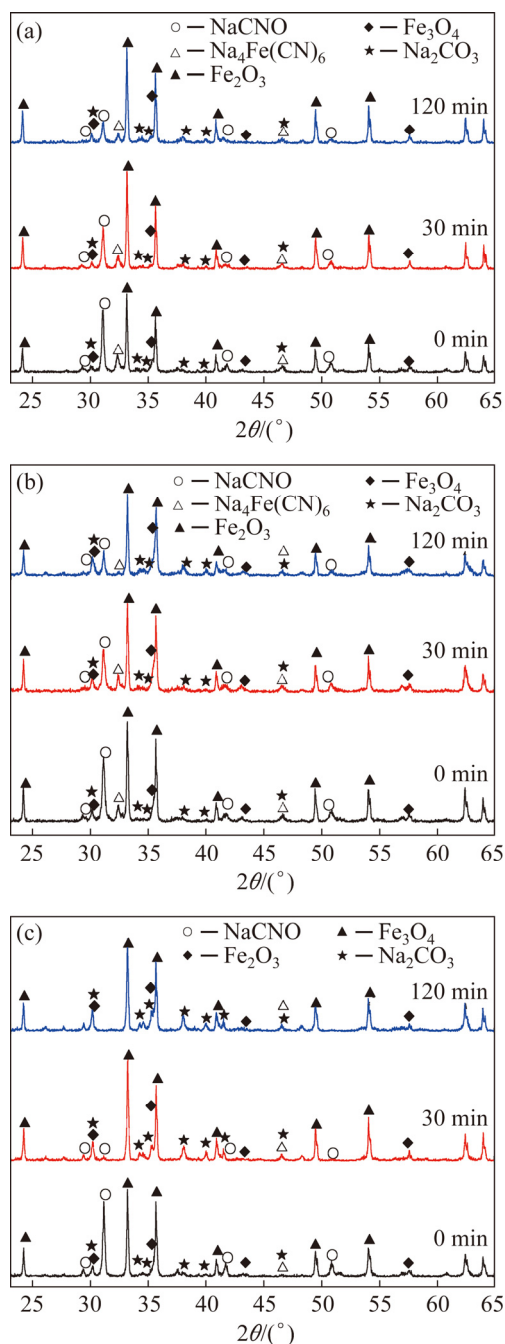 (a)
○ — NaCNO ◆ — Fe3O4
△ — Na4Fe(CN)6 ★ — Na2CO3
▲ — Fe2O3
120 min
30 min
0 min
25 30 35 40 45 50 55 60 65
2θ/(°)
(b)
○ — NaCNO ◆ — Fe3O4
△ — Na4Fe(CN)6 ★ — Na2CO3
▲ — Fe2O3
120 min
30 min
0 min
25 30 35 40 45 50 55 60 65
2θ/(°)
(c)
○ — NaCNO ▲ — Fe3O4
◆ — Fe2O3 ★ — Na2CO3
120 min
30 min
0 min
25 30 35 40 45 50 55 60 65
2θ/(°)